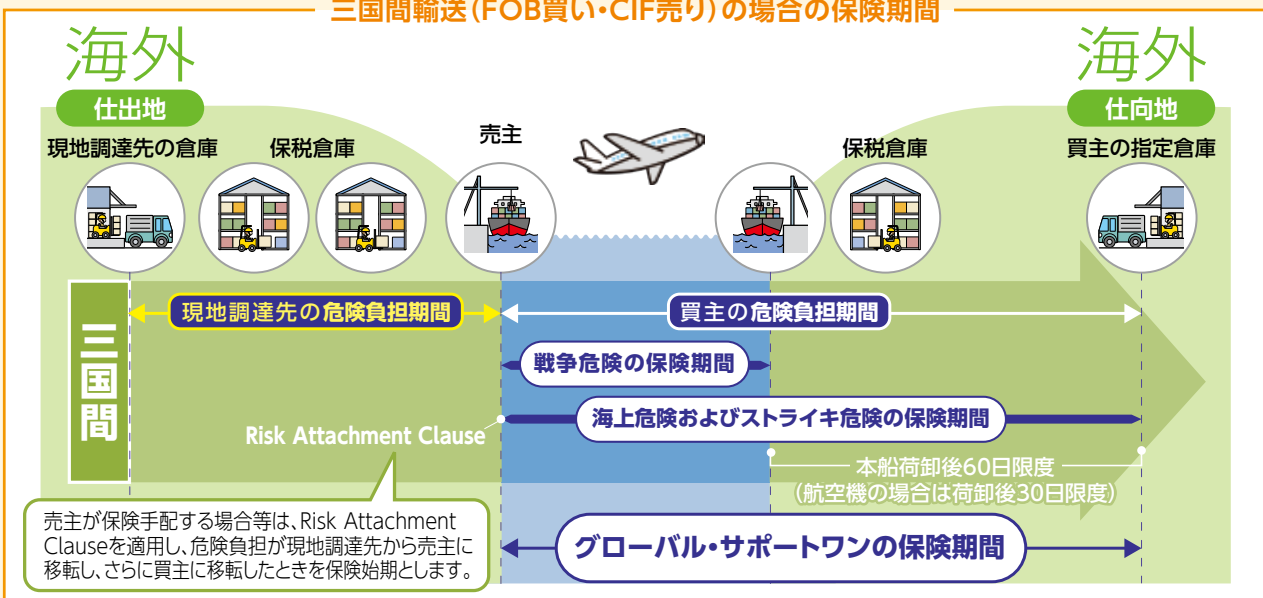 三国間輸送(FOB買い・CIF売り)の場合の保険期間
海外
海外
仕出地
仕向地
現地調達先の倉庫
保税倉庫
売主
保税倉庫
買主の指定倉庫
三国間
現地調達先の危険負担期間
買主の危険負担期間
戦争危険の保険期間
海上危険およびストライキ危険の保険期間
Risk Attachment Clause
本船荷卸後60日限度
(航空機の場合は荷卸後30日限度)
売主が保険手配する場合等は、Risk Attachment
Clauseを適用し、危険負担が現地調達先から売主に
移転し、さらに買主に移転したときを保険始期とします。
グローバル・サポートワンの保険期間